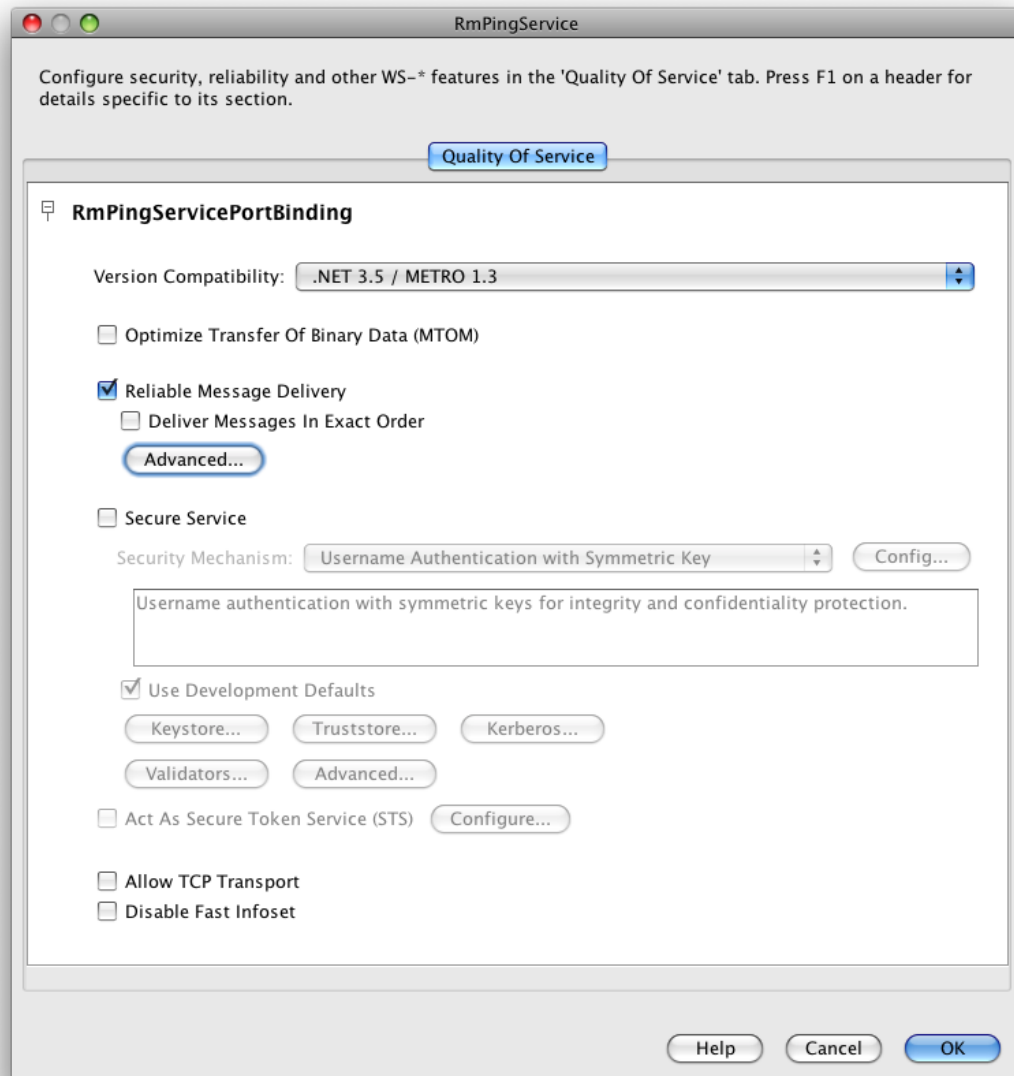 RmPingService
Configure security, reliability and other WS-* features in the 'Quality Of Service' tab. Press F1 on a header for
details specific to its section.
Quality Of Service
RmPingServicePortBinding
Version Compatibility: .NET 3.5 / METRO 1.3
Optimize Transfer Of Binary Data (MTOM)
Reliable Message Delivery
Deliver Messages In Exact Order
Advanced...
Secure Service
Security Mechanism: Username Authentication with Symmetric Key Config...
Username authentication with symmetric keys for integrity and confidentiality protection.
Use Development Defaults
Keystore... Truststore... Kerberos...
Validators... Advanced...
Act As Secure Token Service (STS) Configure...
Allow TCP Transport
Disable Fast Infoset
Help Cancel OK